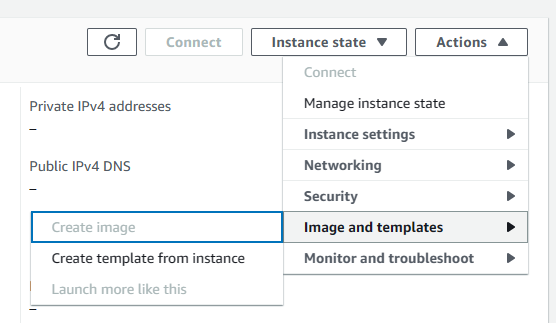 Connect
Instance state
Actions
Connect
Manage instance state
Private IPv4 addresses
–
Instance settings
Public IPv4 DNS
Networking
–
Security
Create image
Image and templates
Create template from instance
Monitor and troubleshoot
Launch more like this
–